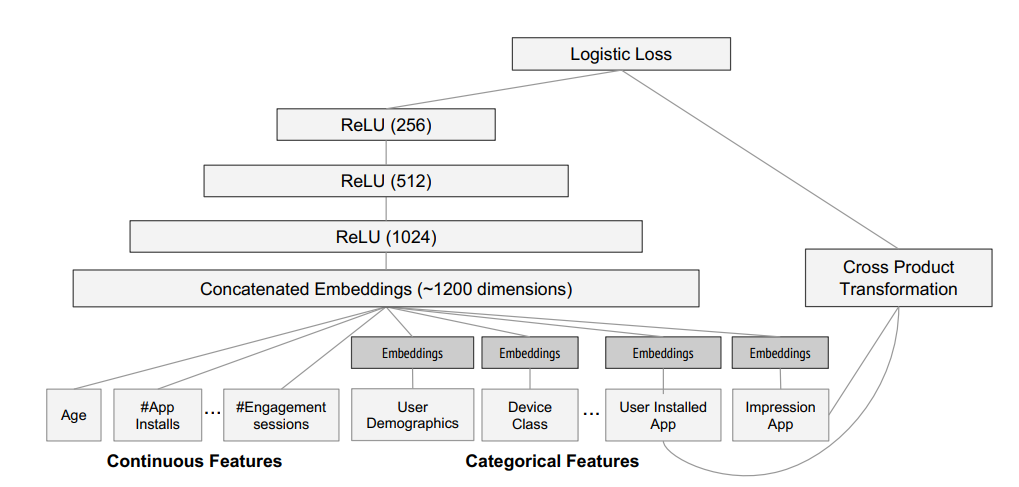 Logistic Loss
ReLU (256)
ReLU (512)
ReLU (1024)
Concatenated Embeddings (~1200 dimensions)
Cross Product
Transformation
Embeddings
Embeddings
Embeddings
Embeddings
Age
#App
Installs
...
#Engagement
sessions
User
Demographics
Device
Class
...
User Installed
App
Impression
App
Continuous Features
Categorical Features